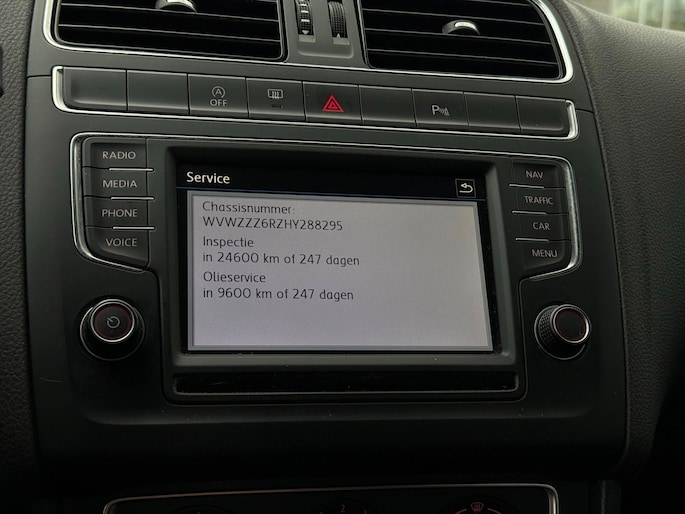 A
OFF
P
RADIO
MEDIA
PHONE
VOICE
Service
Chassisnummer:
WVWZZZ6RZHY288295
Inspectie
in 24600 km of 247 dagen
Olieservice
in 9600 km of 247 dagen
NAV
TRAFFIC
CAR
MENU
2